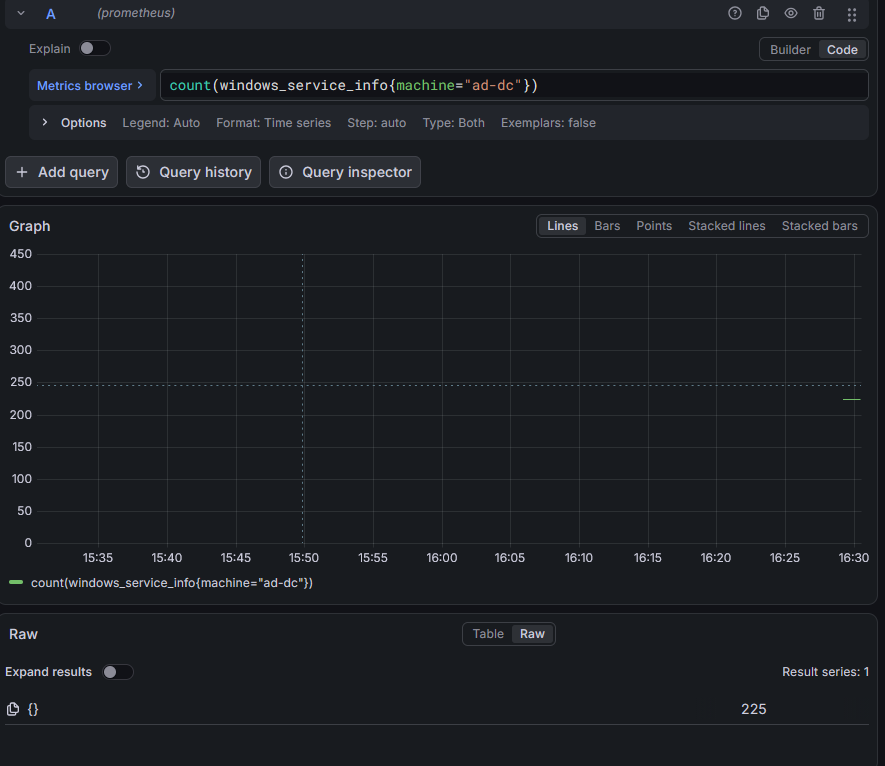 A (prometheus)
Explain Builder Code
Metrics browser > count(windows_service_info{machine="ad-dc"})
> Options Legend: Auto Format: Time series Step: auto Type: Both Exemplars: false
+ Add query Query history Query inspector
Graph Lines Bars Points Stacked lines Stacked bars
450
400
350
300
250
200
150
100
50
0
15:35 15:40 15:45 15:50 15:55 16:00 16:05 16:10 16:15 16:20 16:25 16:30
count(windows_service_info{machine="ad-dc"})
Raw Table Raw
Expand results Result series: 1
{} 225